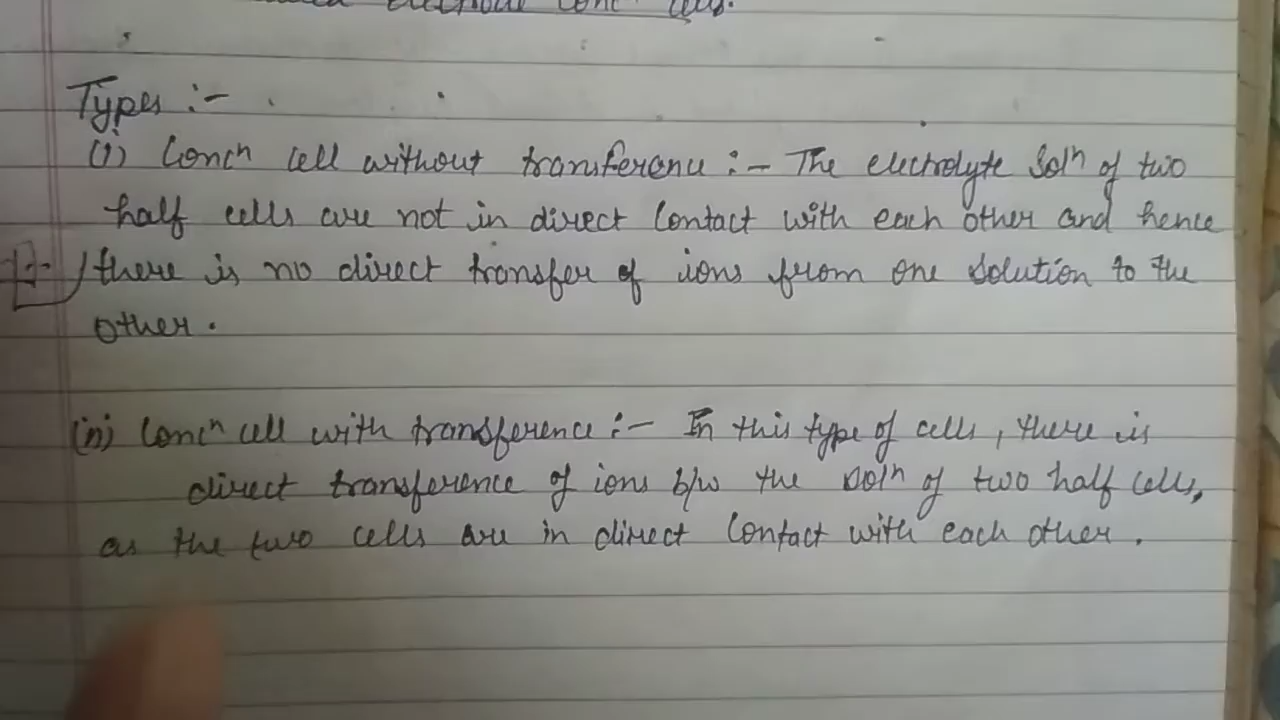 electrode conc cells.
Types :-
(i) Concn cell without transference :- The electrolyte soln of two
half cells are not in direct contact with each other and hence
there is no direct transfer of ions from one solution to the
other.
(ii) Concn cell with transference :- In this type of cells, there is
direct transference of ions b/w the soln of two half cells,
as the two cells are in direct contact with each other.